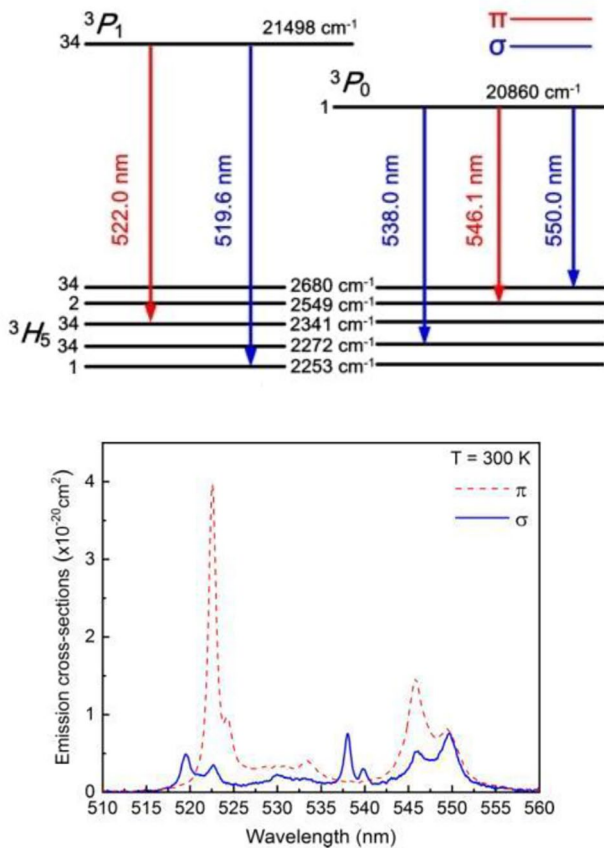 34 ³P₁ 21498 cm⁻¹
π
σ
1 ³P₀ 20860 cm⁻¹
522.0 nm
519.6 nm
538.0 nm
546.1 nm
550.0 nm
³H₅
34 2680 cm⁻¹
2 2549 cm⁻¹
34 2341 cm⁻¹
34 2272 cm⁻¹
1 2253 cm⁻¹
T = 300 K
π
σ
Emission cross-sections (x10⁻²⁰cm²)
4
3
2
1
0
510 515 520 525 530 535 540 545 550 555 560
Wavelength (nm)